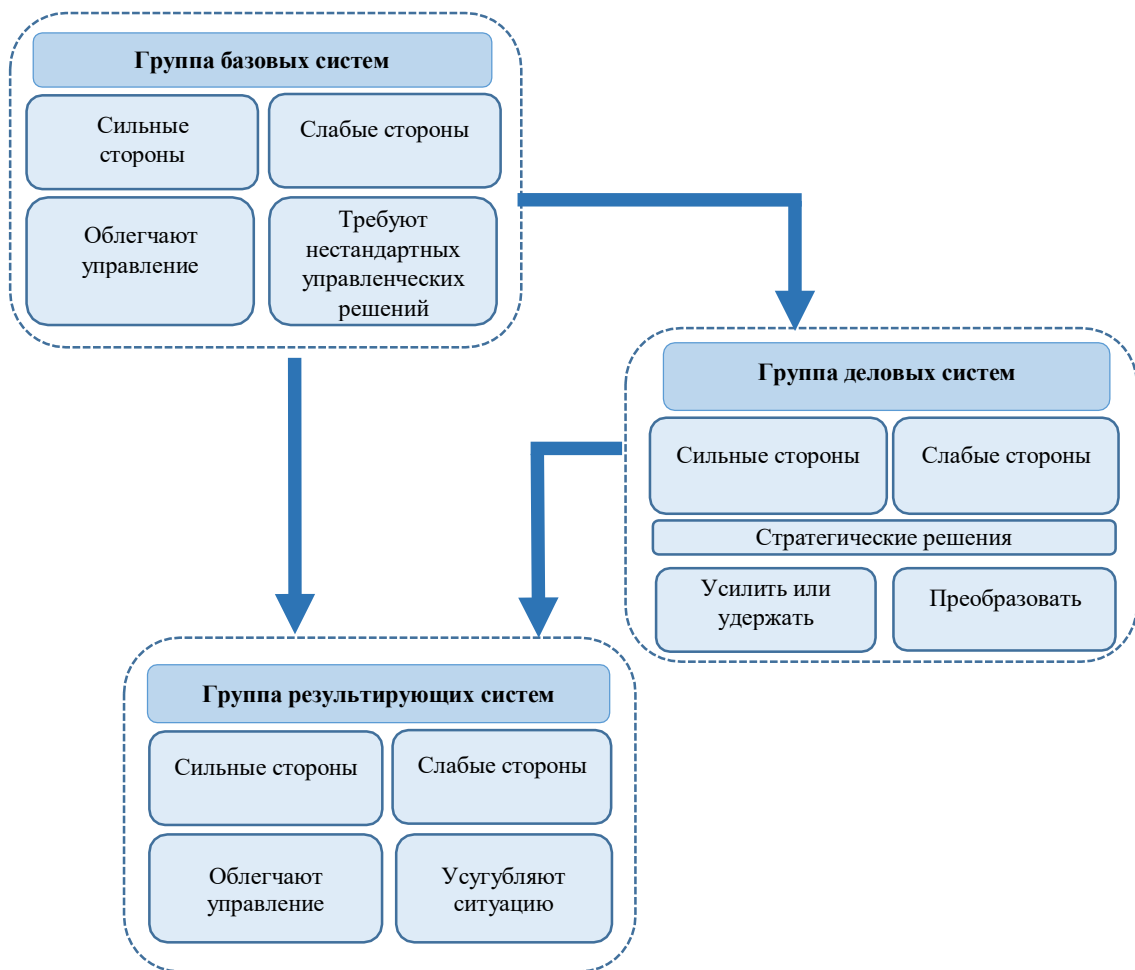 Группа базовых систем
Сильные
стороны
Слабые стороны
Облегчают
управление
Требуют
нестандартных
управленческих
решений
Группа деловых систем
Сильные стороны
Слабые стороны
Стратегические решения
Усилить или
удержать
Преобразовать
Группа результирующих систем
Сильные стороны
Слабые стороны
Облегчают
управление
Усугубляют
ситуацию